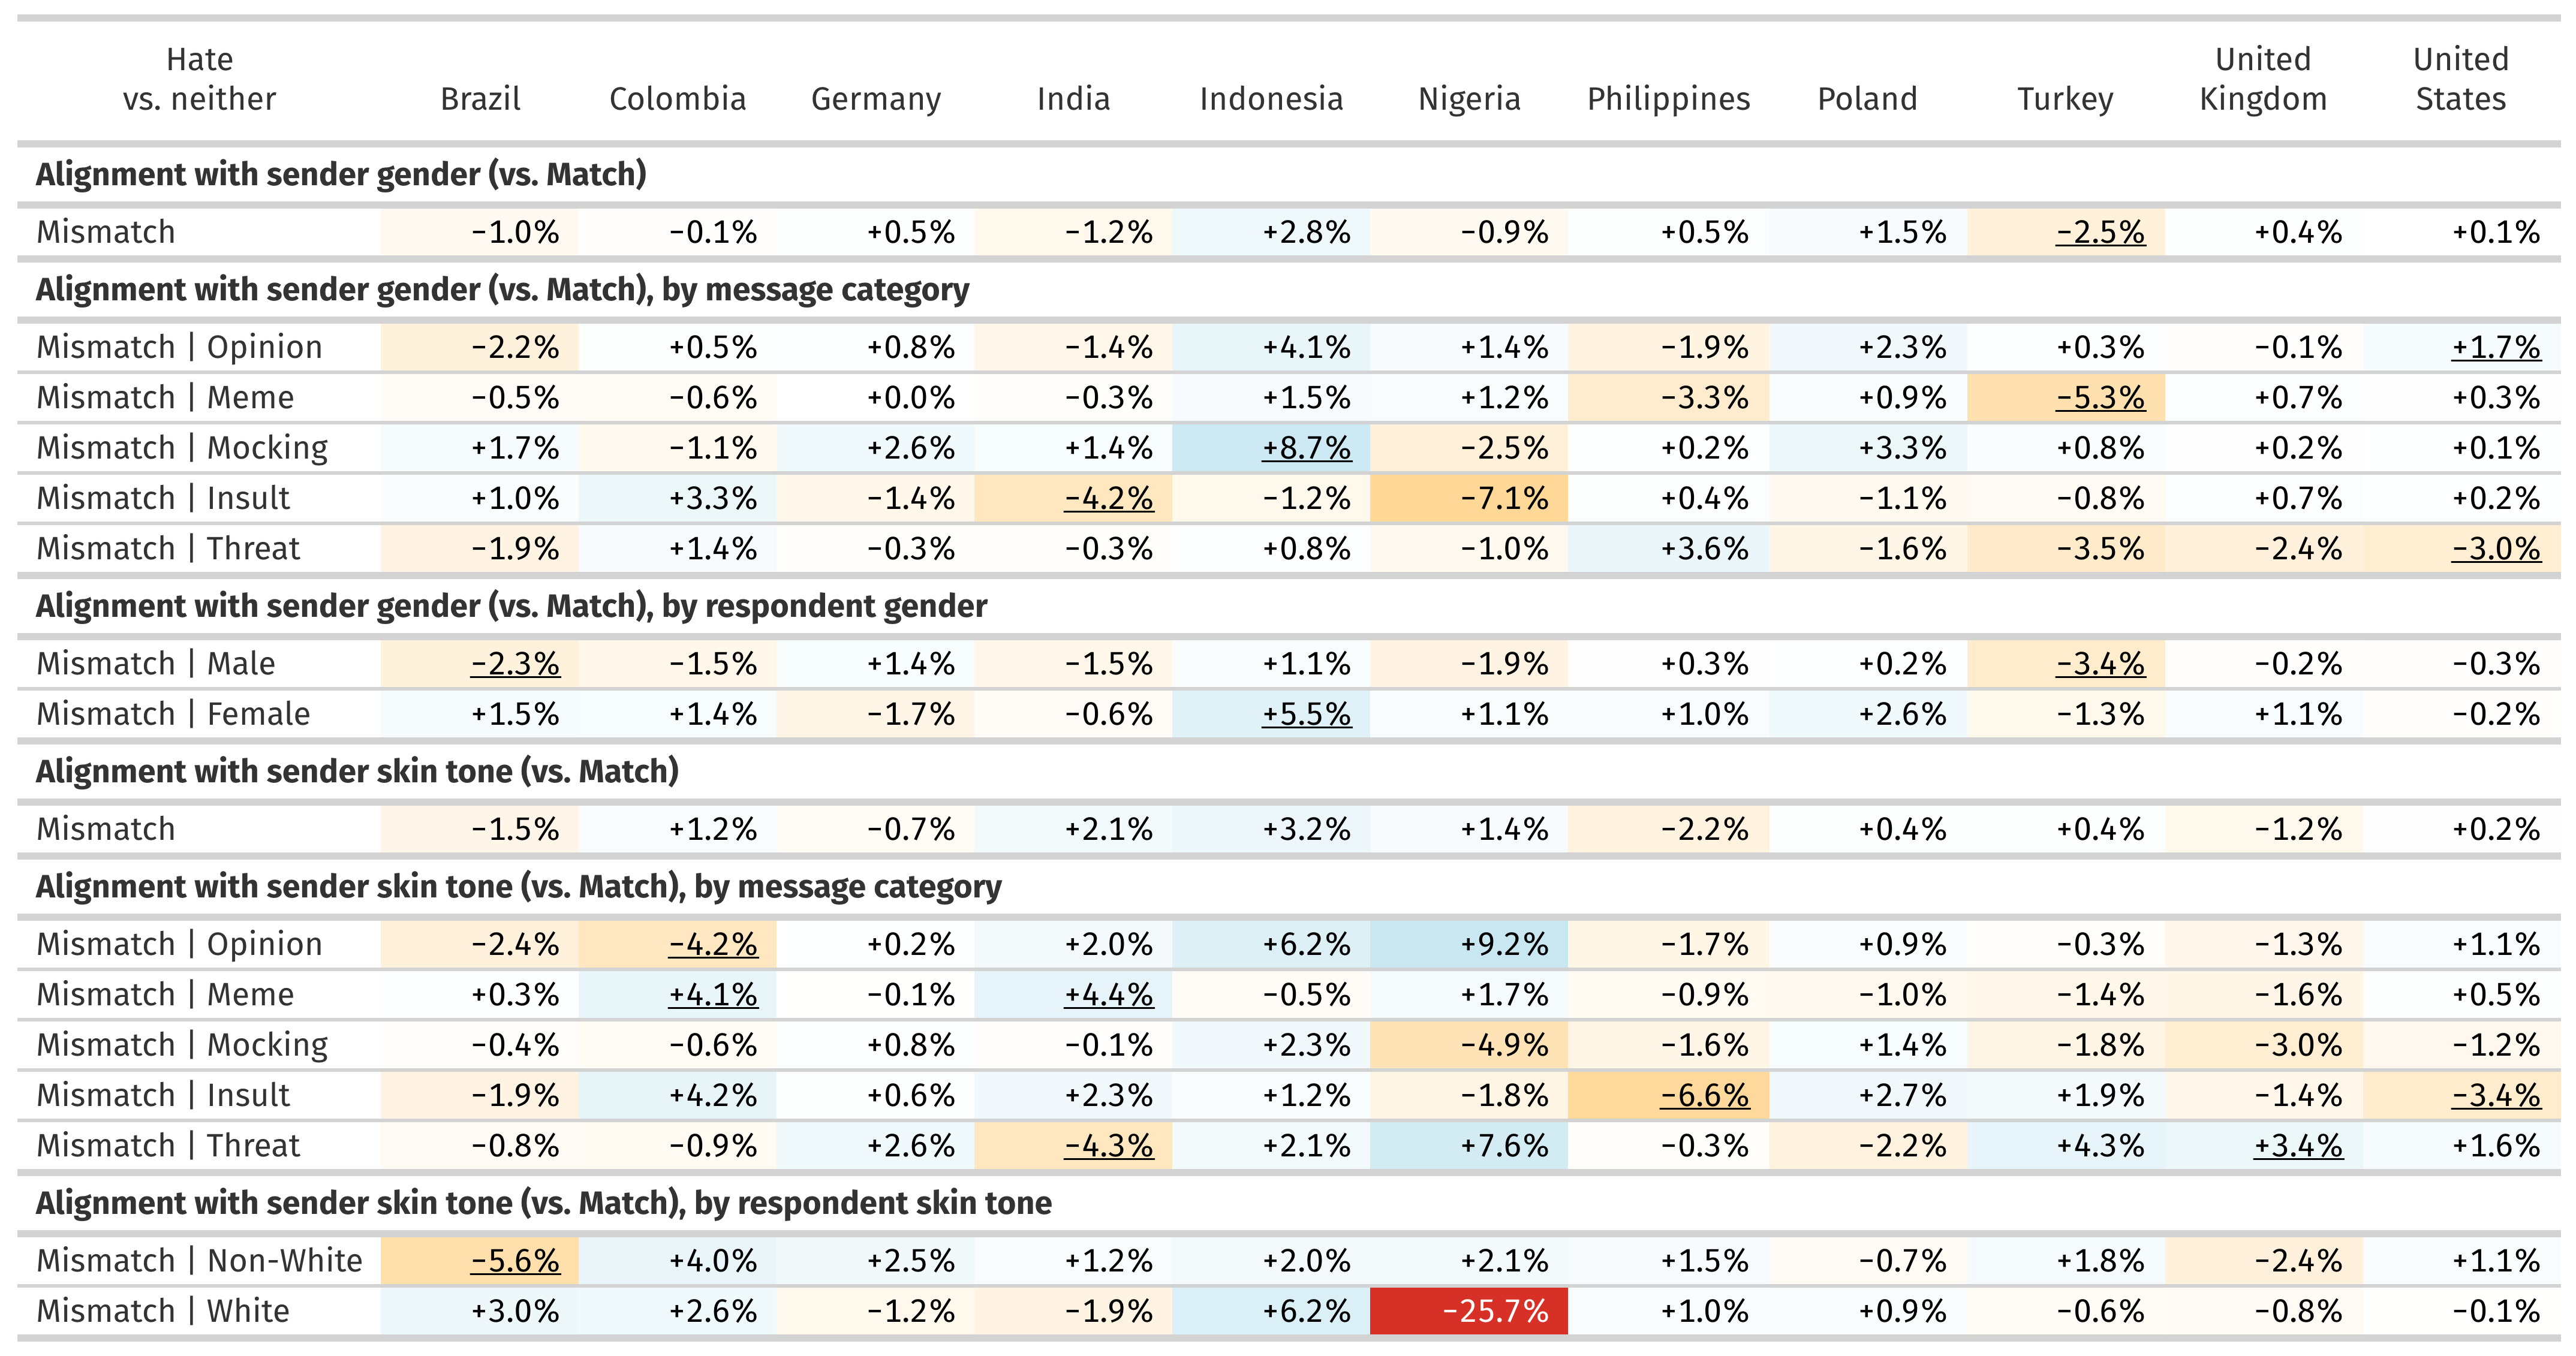 Hate vs. neither Brazil Colombia Germany India Indonesia Nigeria Philippines Poland Turkey United Kingdom United States
Alignment with sender gender (vs. Match)
Mismatch −1.0% −0.1% +0.5% −1.2% +2.8% −0.9% +0.5% +1.5% −2.5% +0.4% +0.1%
Alignment with sender gender (vs. Match), by message category
Mismatch | Opinion −2.2% +0.5% +0.8% −1.4% +4.1% +1.4% −1.9% +2.3% +0.3% −0.1% +1.7%
Mismatch | Meme −0.5% −0.6% +0.0% −0.3% +1.5% +1.2% −3.3% +0.9% −5.3% +0.7% +0.3%
Mismatch | Mocking +1.7% −1.1% +2.6% +1.4% +8.7% −2.5% +0.2% +3.3% +0.8% +0.2% +0.1%
Mismatch | Insult +1.0% +3.3% −1.4% −4.2% −1.2% −7.1% +0.4% −1.1% −0.8% +0.7% +0.2%
Mismatch | Threat −1.9% +1.4% −0.3% −0.3% +0.8% −1.0% +3.6% −1.6% −3.5% −2.4% −3.0%
Alignment with sender gender (vs. Match), by respondent gender
Mismatch | Male −2.3% −1.5% +1.4% −1.5% +1.1% −1.9% +0.3% +0.2% −3.4% −0.2% −0.3%
Mismatch | Female +1.5% +1.4% −1.7% −0.6% +5.5% +1.1% +1.0% +2.6% −1.3% +1.1% −0.2%
Alignment with sender skin tone (vs. Match)
Mismatch −1.5% +1.2% −0.7% +2.1% +3.2% +1.4% −2.2% +0.4% +0.4% −1.2% +0.2%
Alignment with sender skin tone (vs. Match), by message category
Mismatch | Opinion −2.4% −4.2% +0.2% +2.0% +6.2% +9.2% −1.7% +0.9% −0.3% −1.3% +1.1%
Mismatch | Meme +0.3% +4.1% −0.1% +4.4% −0.5% +1.7% −0.9% −1.0% −1.4% −1.6% +0.5%
Mismatch | Mocking −0.4% −0.6% +0.8% −0.1% +2.3% −4.9% −1.6% +1.4% −1.8% −3.0% −1.2%
Mismatch | Insult −1.9% +4.2% +0.6% +2.3% +1.2% −1.8% −6.6% +2.7% +1.9% −1.4% −3.4%
Mismatch | Threat −0.8% −0.9% +2.6% −4.3% +2.1% +7.6% −0.3% −2.2% +4.3% +3.4% +1.6%
Alignment with sender skin tone (vs. Match), by respondent skin tone
Mismatch | Non-White −5.6% +4.0% +2.5% +1.2% +2.0% +2.1% +1.5% −0.7% +1.8% −2.4% +1.1%
Mismatch | White +3.0% +2.6% −1.2% −1.9% +6.2% −25.7% +1.0% +0.9% −0.6% −0.8% −0.1%